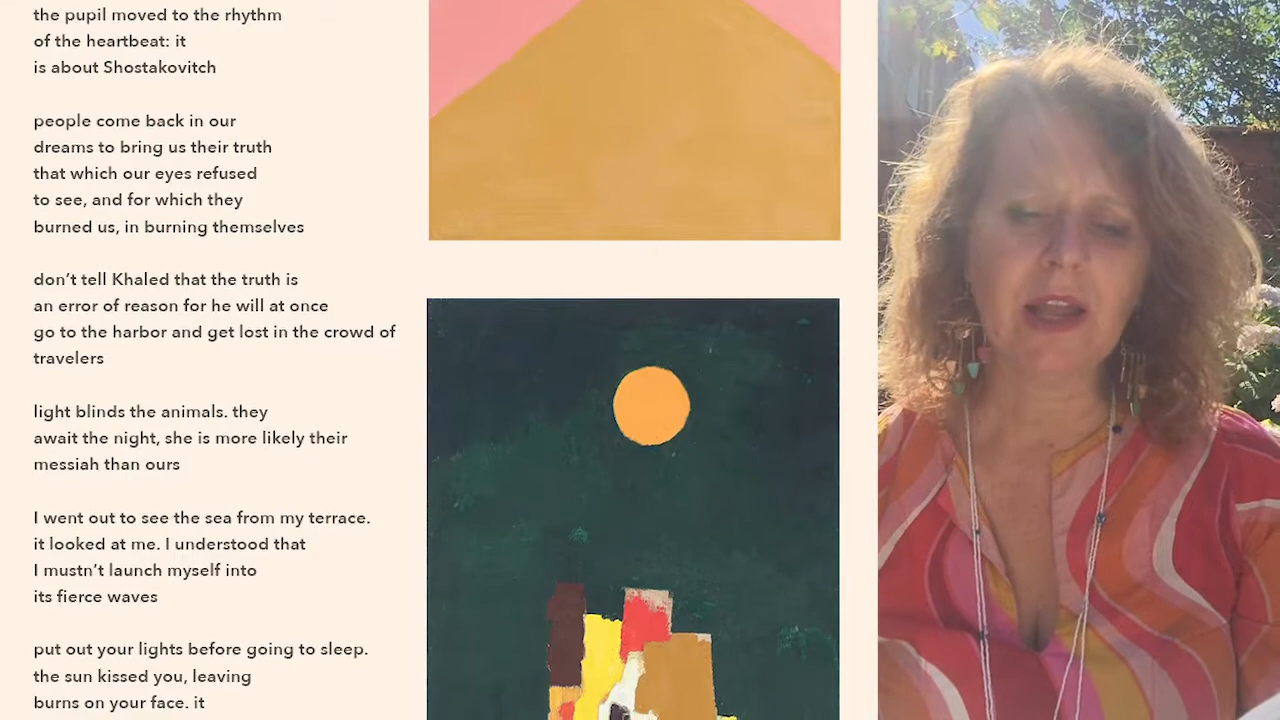 the pupil moved to the rhythm
of the heartbeat: it
is about Shostakovitch
people come back in our
dreams to bring us their truth
that which our eyes refused
to see, and for which they
burned us, in burning themselves
don’t tell Khaled that the truth is
an error of reason for he will at once
go to the harbor and get lost in the crowd of
travelers
light blinds the animals. they
await the night, she is more likely their
messiah than ours
I went out to see the sea from my terrace.
it looked at me. I understood that
I mustn’t launch myself into
its fierce waves
put out your lights before going to sleep.
the sun kissed you, leaving
burns on your face. it